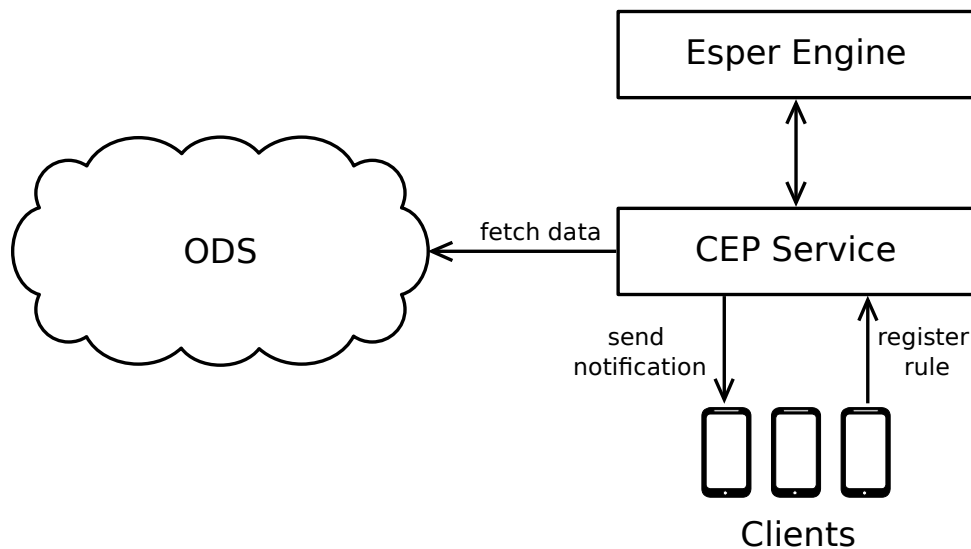 Esper Engine
fetch data
ODS
CEP Service
send
notification
register
rule
Clients